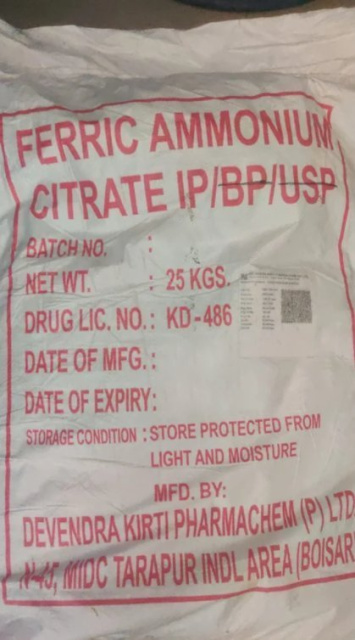 FERRIC AMMONIUM
CITRATE IP/BP/USP
BATCH NO. :
NET WT. : 25 KGS.
DRUG LIC. NO. : KD-486
DATE OF MFG. :
DATE OF EXPIRY:
STORAGE CONDITION : STORE PROTECTED FROM
LIGHT AND MOISTURE
MFD. BY:
DEVENDRA KIRTI PHARMACHEM (P) LTD
N-45, MIDC TARAPUR INDL AREA (BOISAR